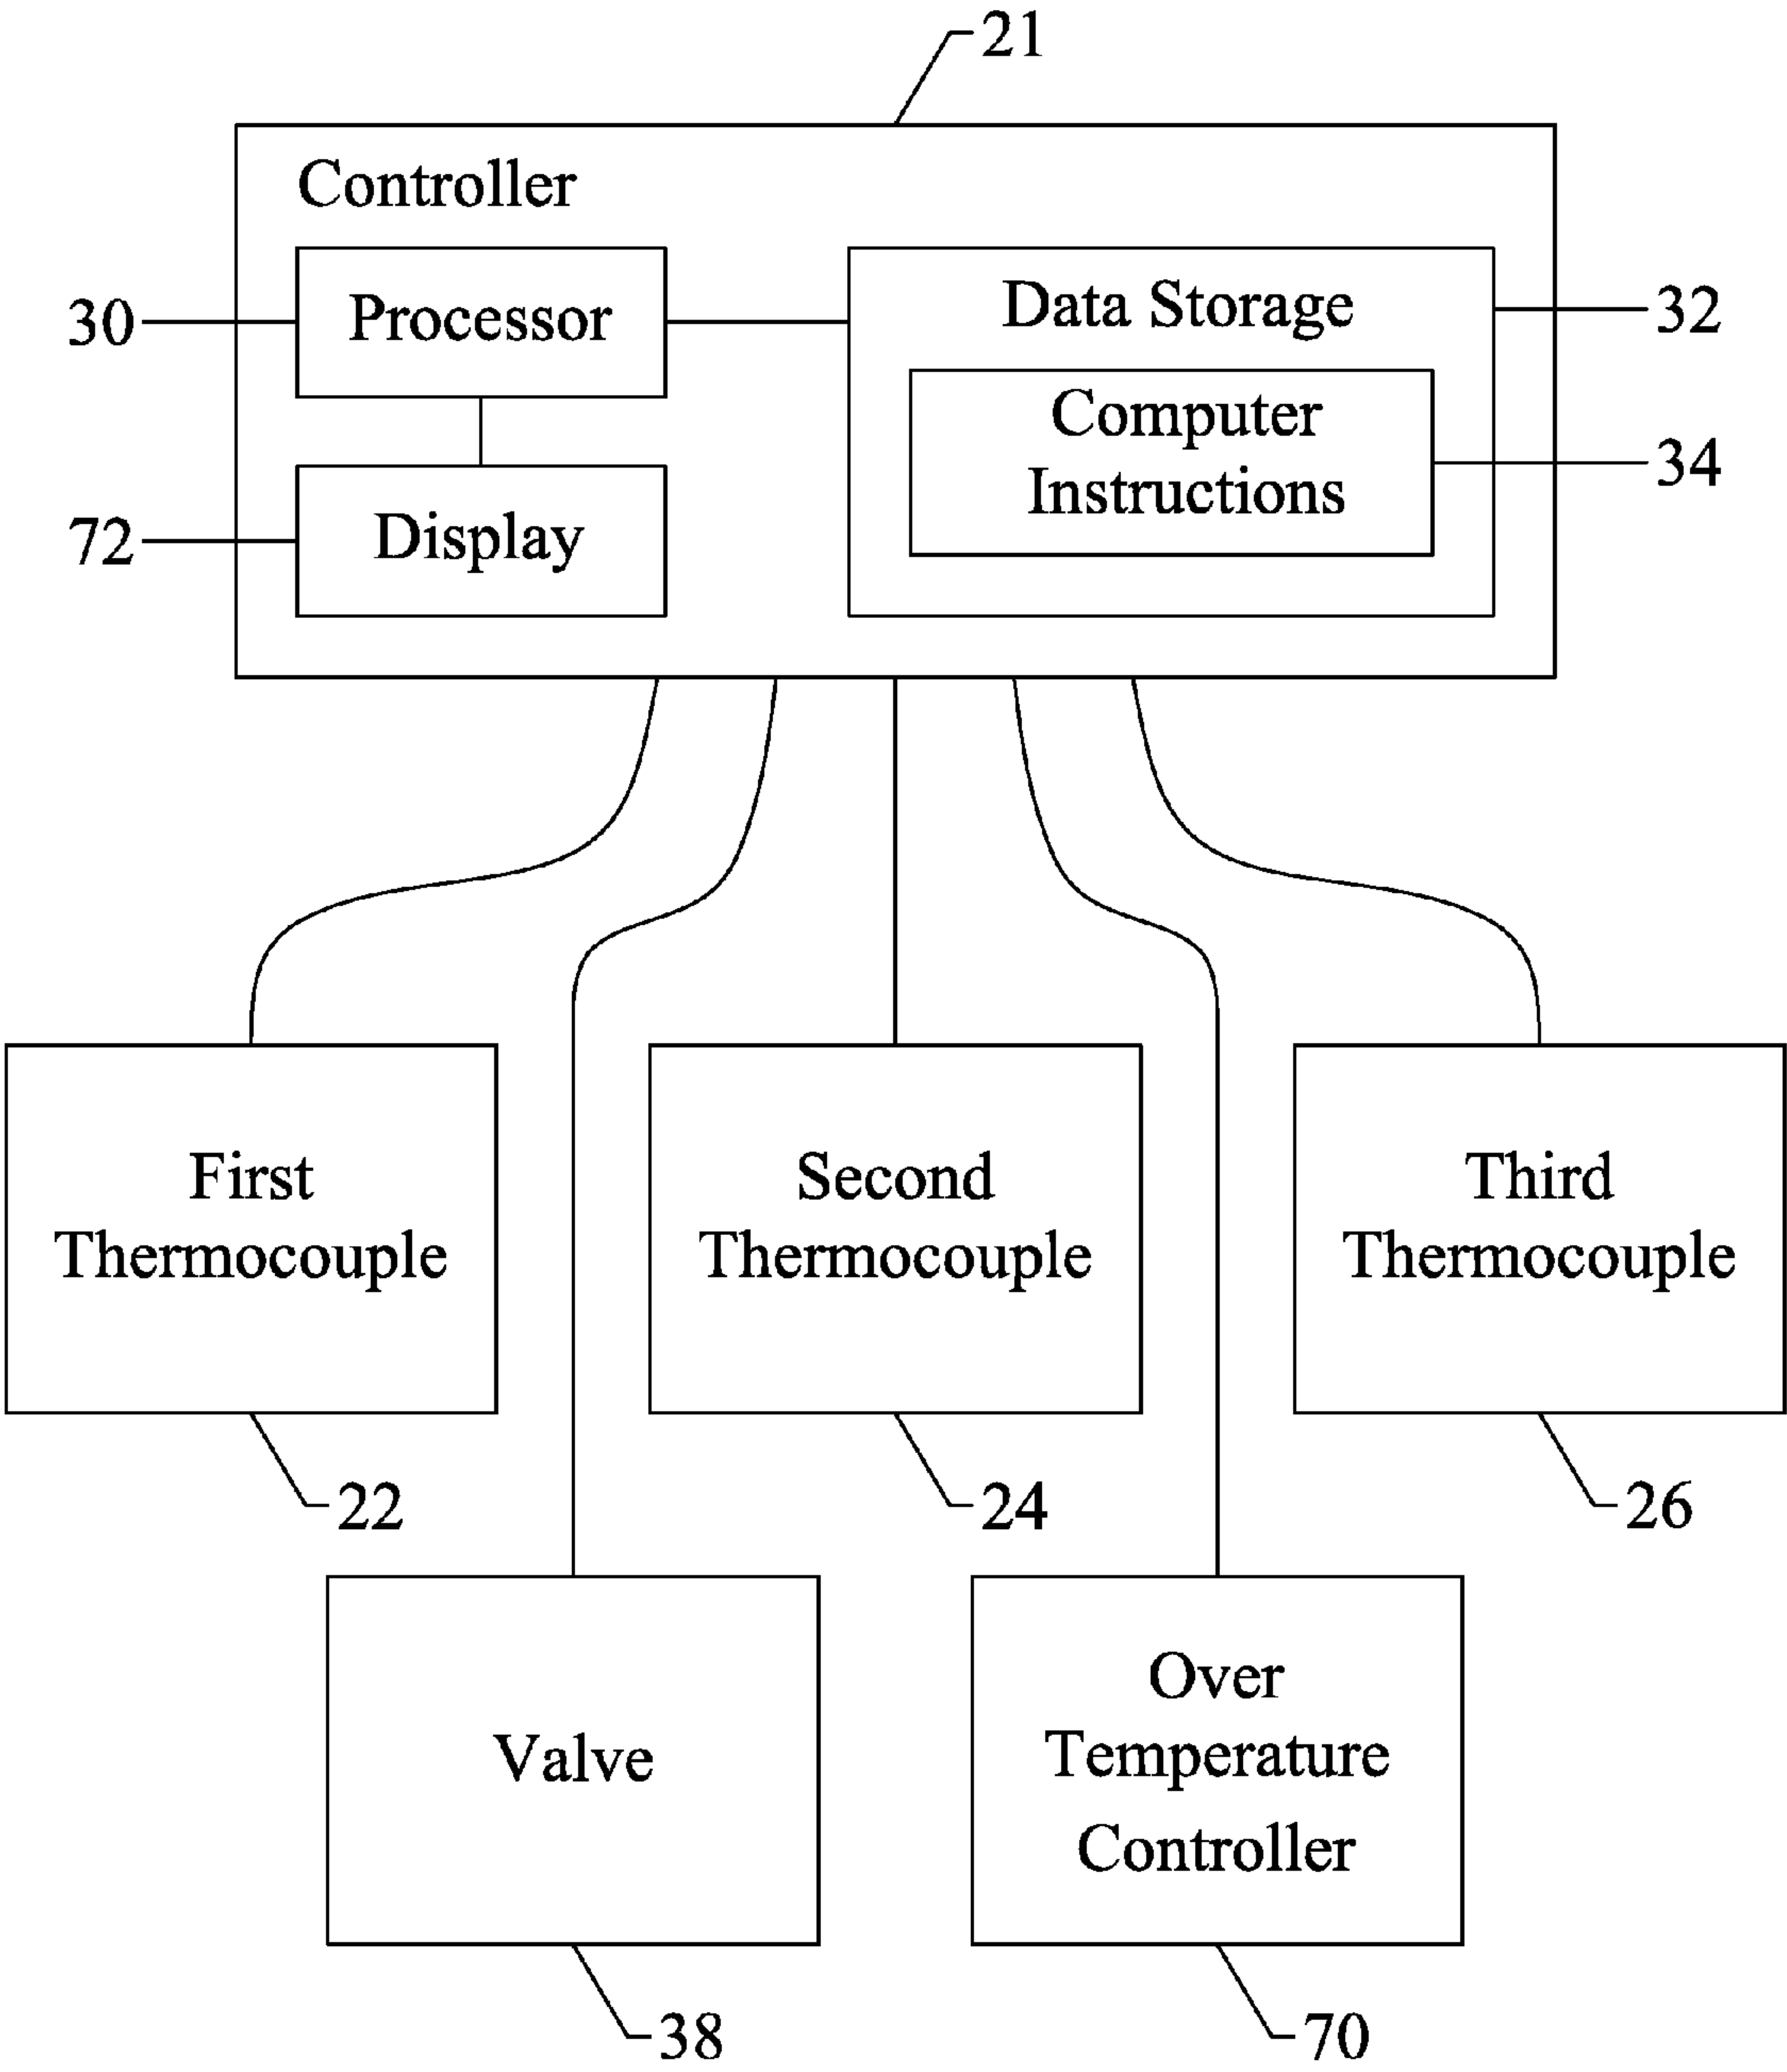 21
Controller
30
Processor
Data Storage
32
Computer
Instructions
34
72
Display
First
Thermocouple
Second
Thermocouple
Third
Thermocouple
22
24
26
Valve
Over
Temperature
Controller
38
70